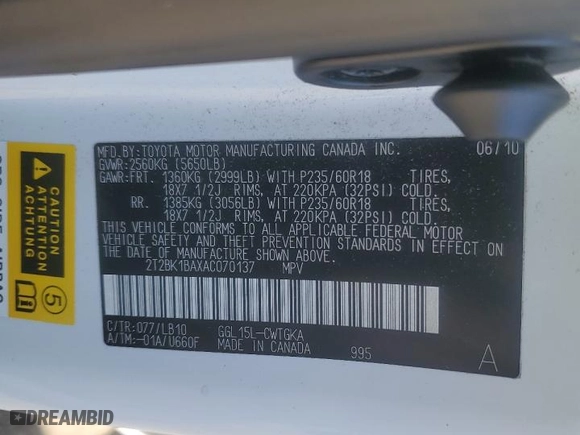 MFD.BY:TOYOTA MOTOR MANUFACTURING CANADA INC. 06/10
GVWR:2560KG (5650LB)
GAWR:FRT. 1360KG (2999LB) WITH P235/60R18 TIRES,
18X7 1/2J RIMS, AT 220KPA (32PSI) COLD.
RR. 1385KG (3056LB) WITH P235/60R18 TIRES,
18X7 1/2J RIMS, AT 220KPA (32PSI) COLD.
THIS VEHICLE CONFORMS TO ALL APPLICABLE FEDERAL MOTOR
VEHICLE SAFETY AND THEFT PREVENTION STANDARDS IN EFFECT ON
THE DATE OF MANUFACTURE SHOWN ABOVE.
2T2BK1BAXAC070137 MPV
C/TR:077/LB10 GGL15L-CWTGKA
A/TM:-01A/U660F MADE IN CANADA 995 A
CAUTION
ATTENTION
CUIDADO
5
DREAMBID